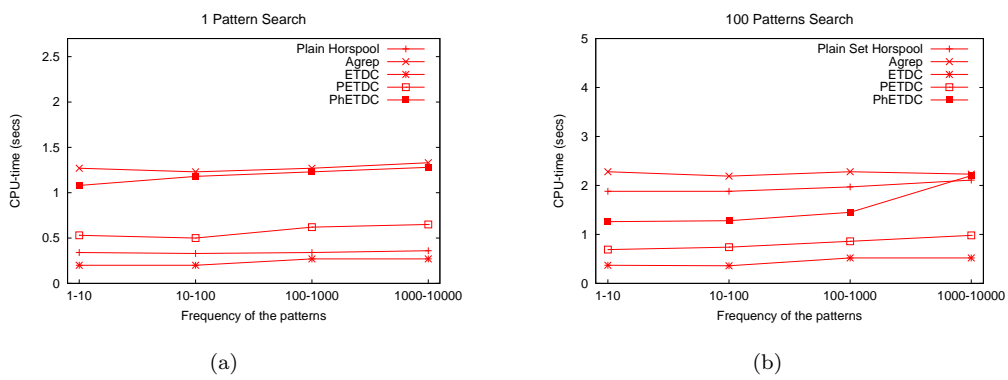 1 Pattern Search
Plain Horspool
Agrep
ETDC
PETDC
PhETDC
CPU-time (secs)
2.5
2
1.5
1
0.5
0
1-10
10-100
100-1000
1000-10000
Frequency of the patterns
(a)
100 Patterns Search
Plain Set Horspool
Agrep
ETDC
PETDC
PhETDC
CPU-time (secs)
5
4
3
2
1
0
1-10
10-100
100-1000
1000-10000
Frequency of the patterns
(b)